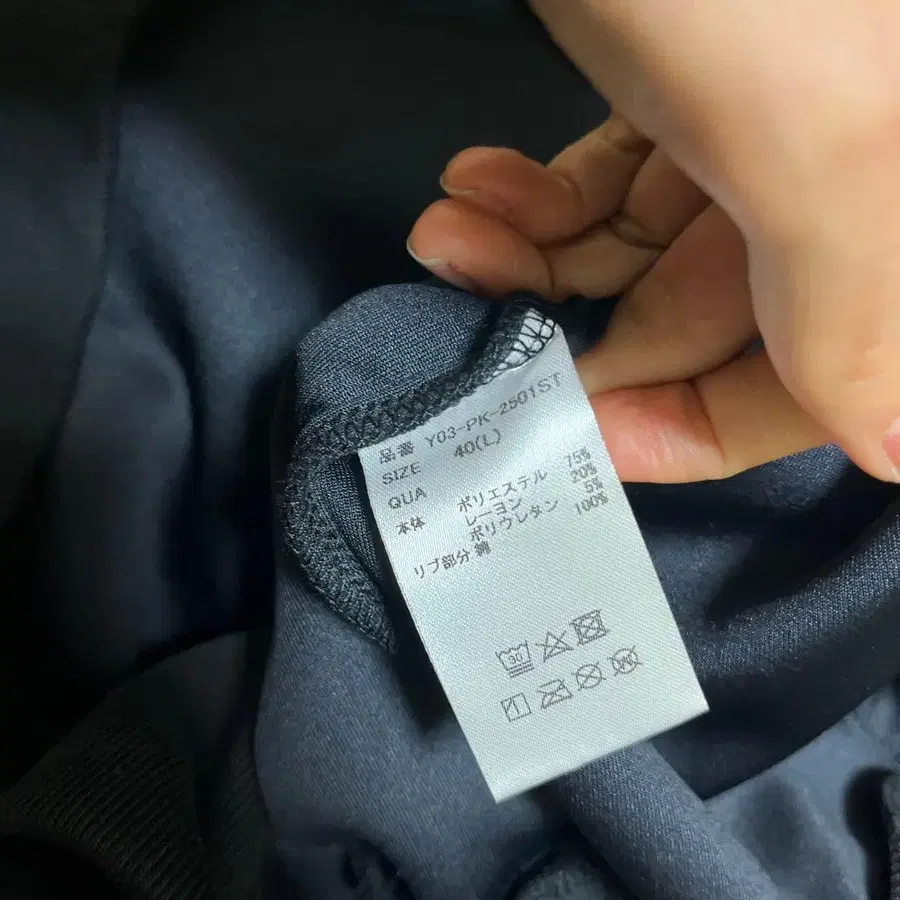 品番 Y03-PK-2501ST
SIZE 40(L)
QUA
本体 ポリエステル 75%
レーヨン 20%
ポリウレタン 5%
リブ部分 綿 100%
30